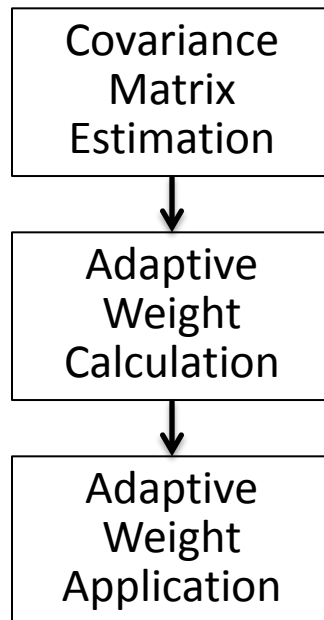 Covariance
Matrix
Estimation
Adaptive
Weight
Calculation
Adaptive
Weight
Application